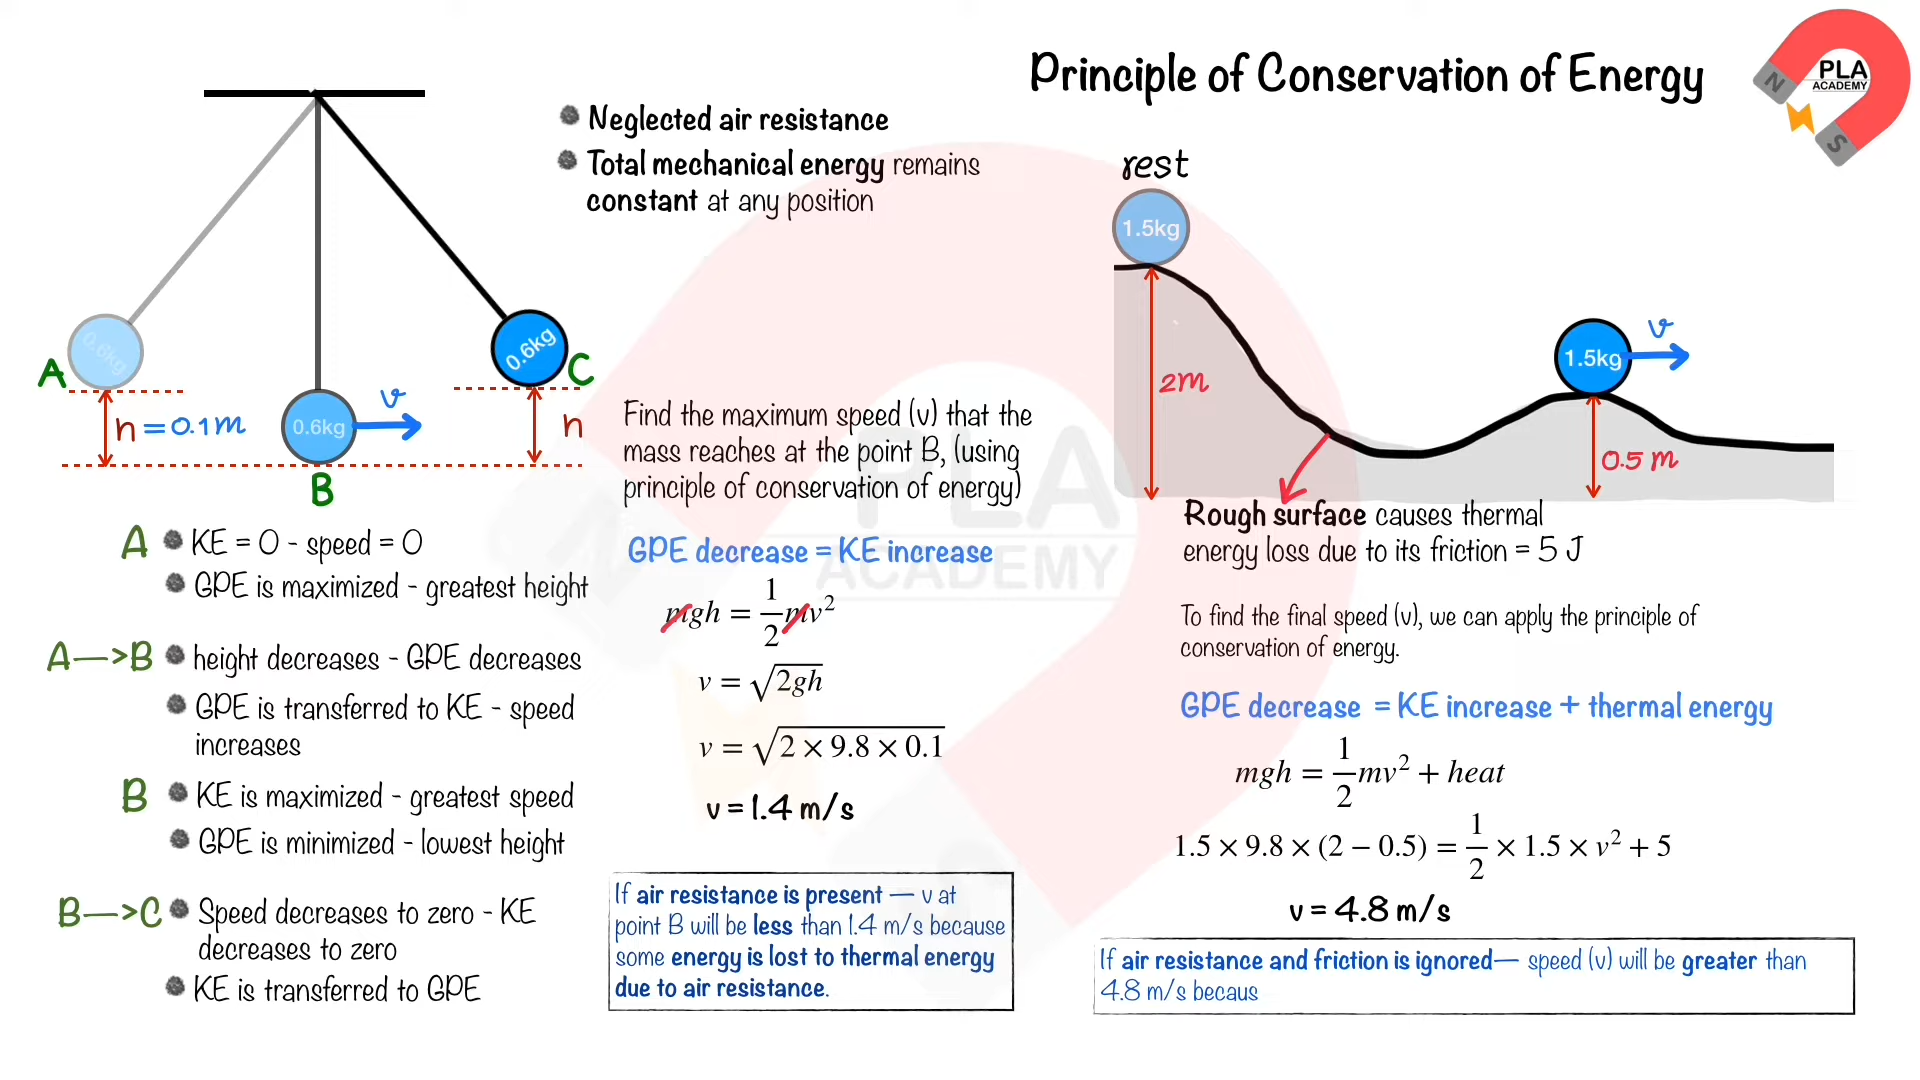 Principle of Conservation of Energy
PLA
ACADEMY
N
S
Neglected air resistance
Total mechanical energy remains
constant at any position
0.6kg
A
h = 0.1 m
0.6kg
v
B
0.6kg
C
h
A
KE = 0 - speed = 0
GPE is maximized - greatest height
A—>B
height decreases - GPE decreases
GPE is transferred to KE - speed
increases
B
KE is maximized - greatest speed
GPE is minimized - lowest height
B—>C
Speed decreases to zero - KE
decreases to zero
KE is transferred to GPE
Find the maximum speed (v) that the
mass reaches at the point B, (using
principle of conservation of energy)
GPE decrease = KE increase
mgh = 1/2 mv²
v = √2gh
v = √2 × 9.8 × 0.1
v = 1.4 m/s
If air resistance is present — v at
point B will be less than 1.4 m/s because
some energy is lost to thermal energy
due to air resistance.
rest
1.5kg
2m
1.5kg
v
0.5 m
Rough surface causes thermal
energy loss due to its friction = 5 J
To find the final speed (v), we can apply the principle of
conservation of energy.
GPE decrease = KE increase + thermal energy
mgh = 1/2 mv² + heat
1.5 × 9.8 × (2 − 0.5) = 1/2 × 1.5 × v² + 5
v = 4.8 m/s
If air resistance and friction is ignored— speed (v) will be greater than
4.8 m/s becaus
PLA
ACADEMY